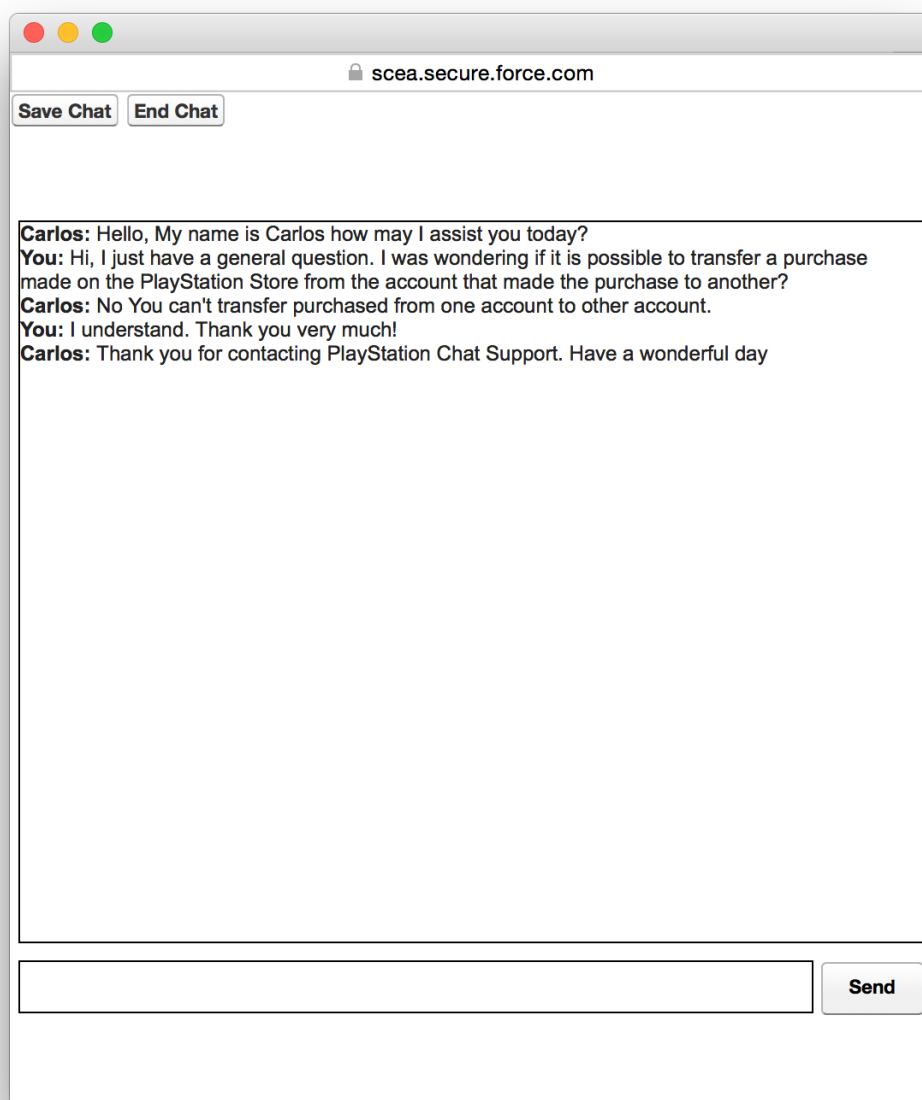 scea.secure.force.com
Save Chat End Chat
Carlos: Hello, My name is Carlos how may I assist you today?
You: Hi, I just have a general question. I was wondering if it is possible to transfer a purchase
made on the PlayStation Store from the account that made the purchase to another?
Carlos: No You can't transfer purchased from one account to other account.
You: I understand. Thank you very much!
Carlos: Thank you for contacting PlayStation Chat Support. Have a wonderful day
Send